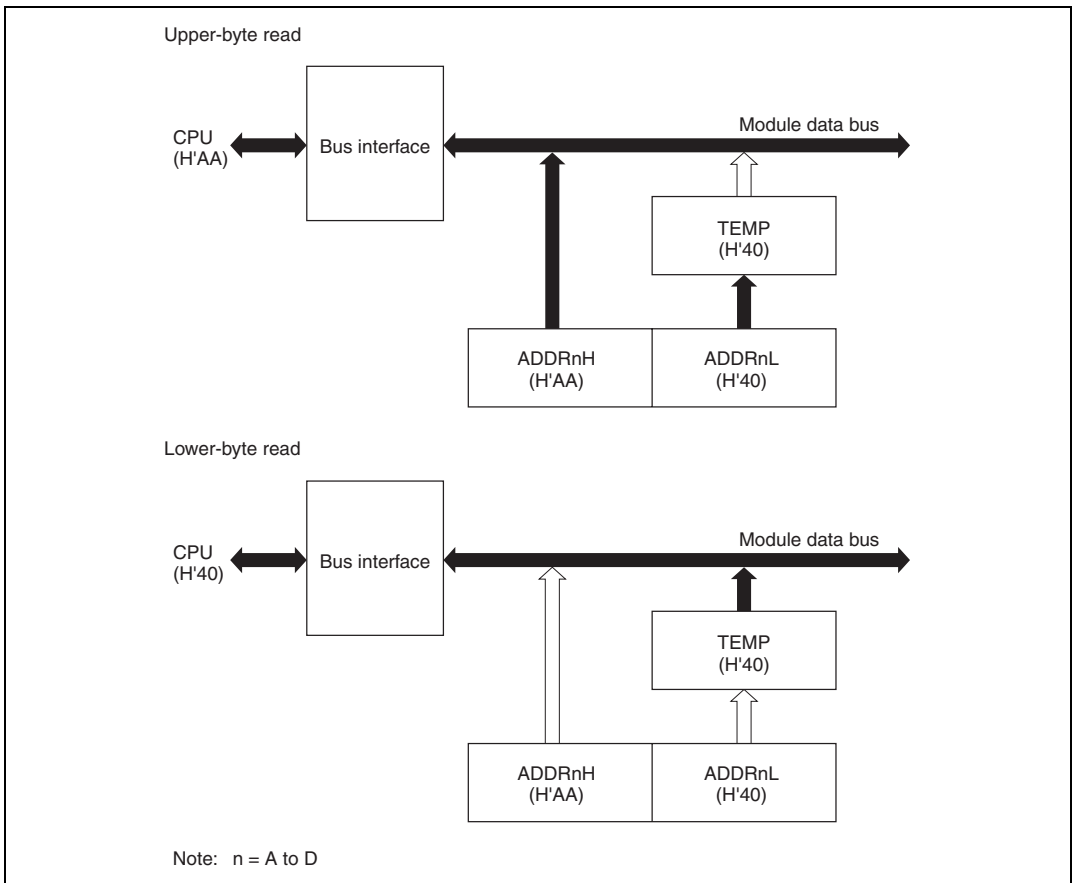 Upper-byte read
CPU
(H'AA)
Bus interface
Module data bus
TEMP
(H'40)
ADDRnH
(H'AA)
ADDRnL
(H'40)
Lower-byte read
CPU
(H'40)
Bus interface
Module data bus
TEMP
(H'40)
ADDRnH
(H'AA)
ADDRnL
(H'40)
Note: n = A to D